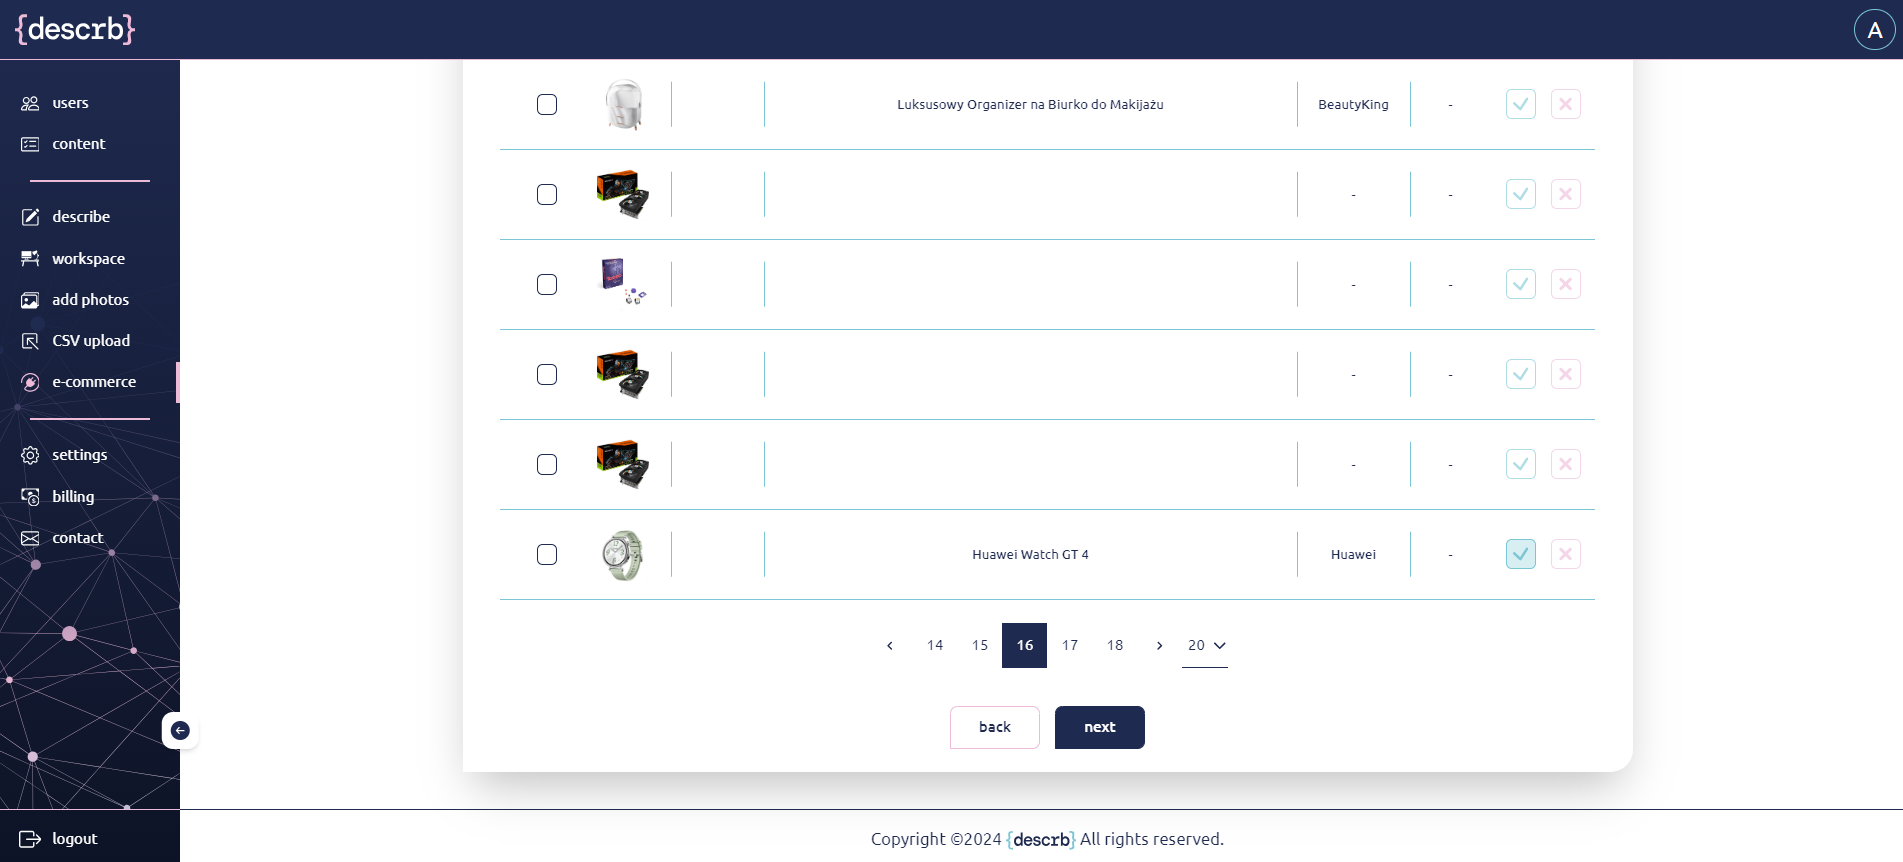 {descrb}
A
users
content
describe
workspace
add photos
CSV upload
e-commerce
settings
billing
contact
logout
Luksusowy Organizer na Biurko do Makijażu BeautyKing -
- -
- -
- -
- -
Huawei Watch GT 4 Huawei -
14 15 16 17 18 20
back next
Copyright ©2024 {descrb} All rights reserved.